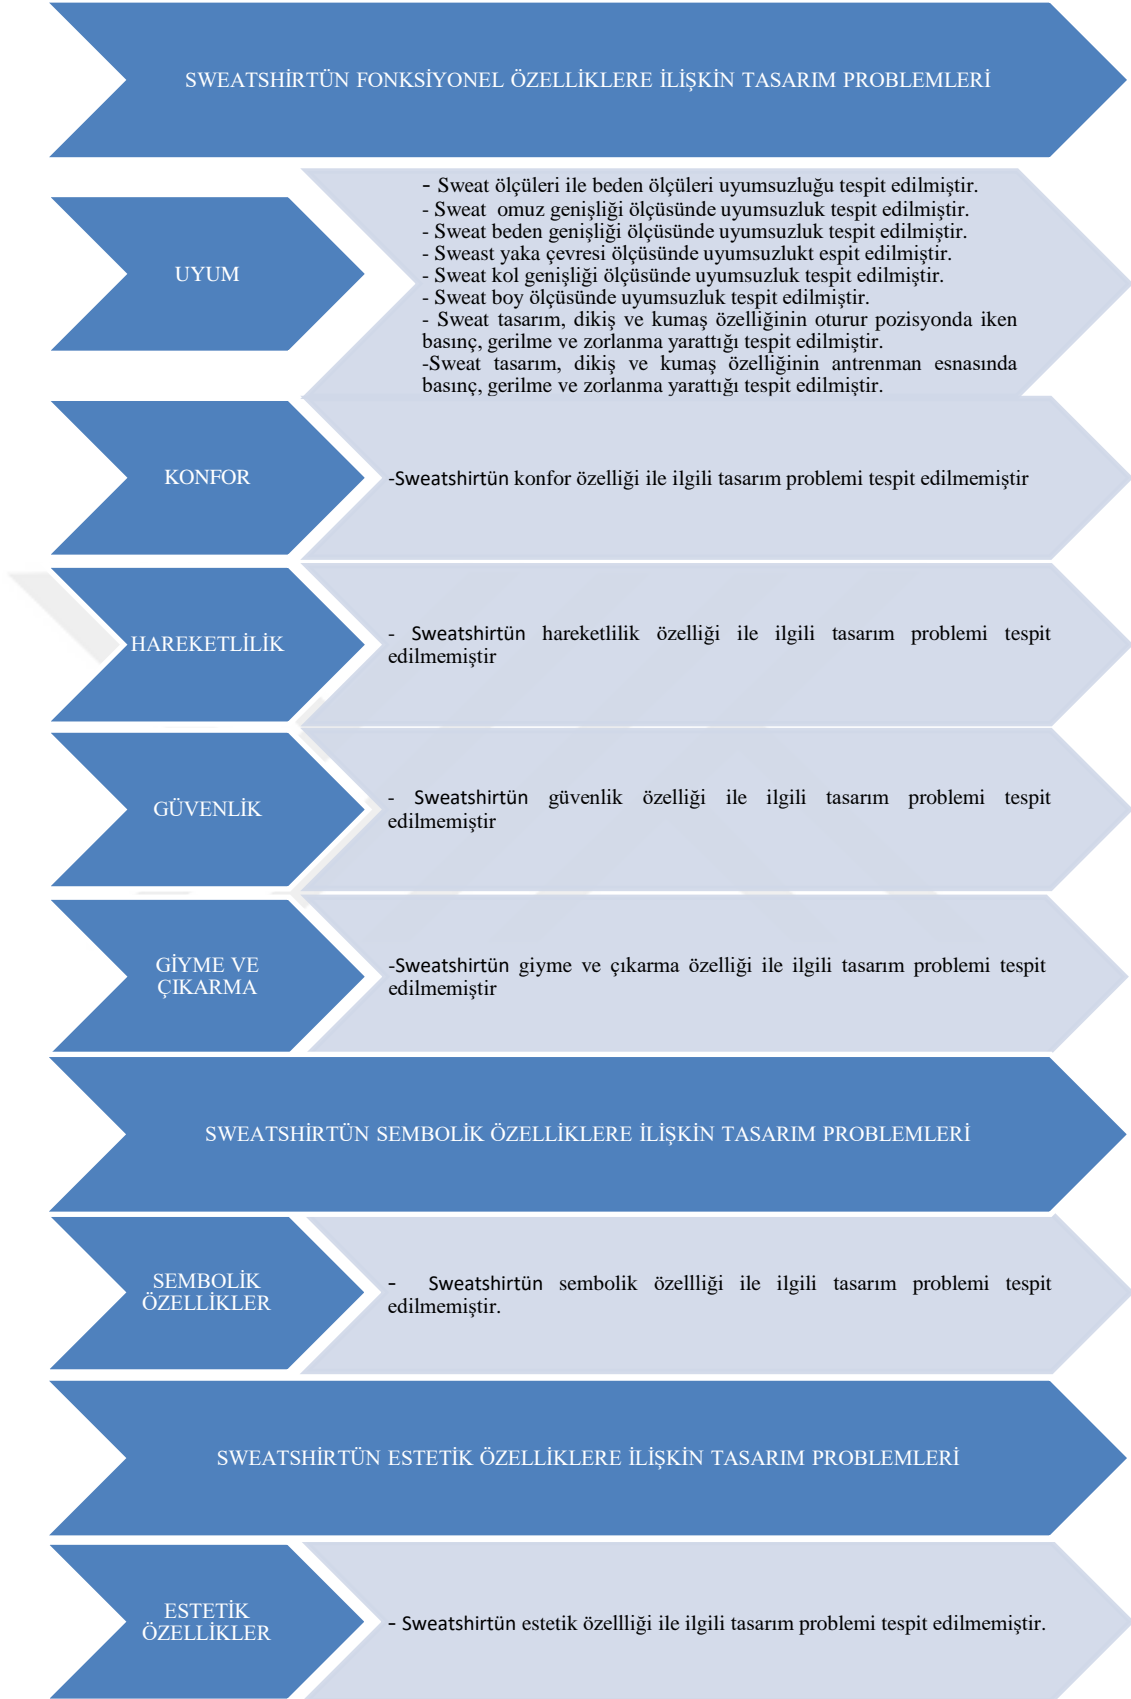 SWEATSHİRTÜN FONKSİYONEL ÖZELLİKLERE İLİŞKİN TASARIM PROBLEMLERİ
UYUM
- Sweat ölçüleri ile beden ölçüleri uyumsuzluğu tespit edilmiştir.
- Sweat omuz genişliği ölçüsünde uyumsuzluk tespit edilmiştir.
- Sweat beden genişliği ölçüsünde uyumsuzluk tespit edilmiştir.
- Sweast yaka çevresi ölçüsünde uyumsuzlukt espit edilmiştir.
- Sweat kol genişliği ölçüsünde uyumsuzluk tespit edilmiştir.
- Sweat boy ölçüsünde uyumsuzluk tespit edilmiştir.
- Sweat tasarım, dikiş ve kumaş özelliğinin oturur pozisyonda iken
basınç, gerilme ve zorlanma yarattığı tespit edilmiştir.
-Sweat tasarım, dikiş ve kumaş özelliğinin antrenman esnasında
basınç, gerilme ve zorlanma yarattığı tespit edilmiştir.
KONFOR
-Sweatshirtün konfor özelliği ile ilgili tasarım problemi tespit edilmemiştir
HAREKETLİLİK
- Sweatshirtün hareketlilik özelliği ile ilgili tasarım problemi tespit
edilmemiştir
GÜVENLİK
- Sweatshirtün güvenlik özelliği ile ilgili tasarım problemi tespit
edilmemiştir
GİYME VE
ÇIKARMA
-Sweatshirtün giyme ve çıkarma özelliği ile ilgili tasarım problemi tespit
edilmemiştir
SWEATSHİRTÜN SEMBOLİK ÖZELLİKLERE İLİŞKİN TASARIM PROBLEMLERİ
SEMBOLİK
ÖZELLİKLER
- Sweatshirtün sembolik özellliği ile ilgili tasarım problemi tespit
edilmemiştir.
SWEATSHİRTÜN ESTETİK ÖZELLİKLERE İLİŞKİN TASARIM PROBLEMLERİ
ESTETİK
ÖZELLİKLER
- Sweatshirtün estetik özellliği ile ilgili tasarım problemi tespit edilmemiştir.